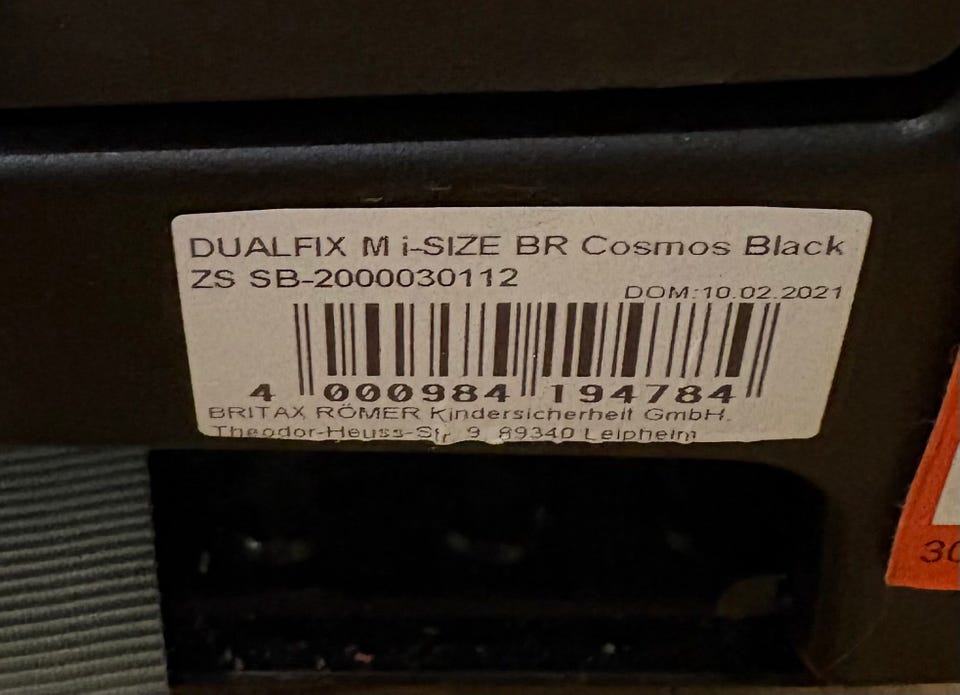 DUALFIX M i-SIZE BR Cosmos Black
ZS SB-2000030112
DOM:10.02.2021
4 000984 194784
BRITAX RÖMER Kindersicherheit GmbH.
Theodor-Heuss-Str. 9 89340 Leipheim
30